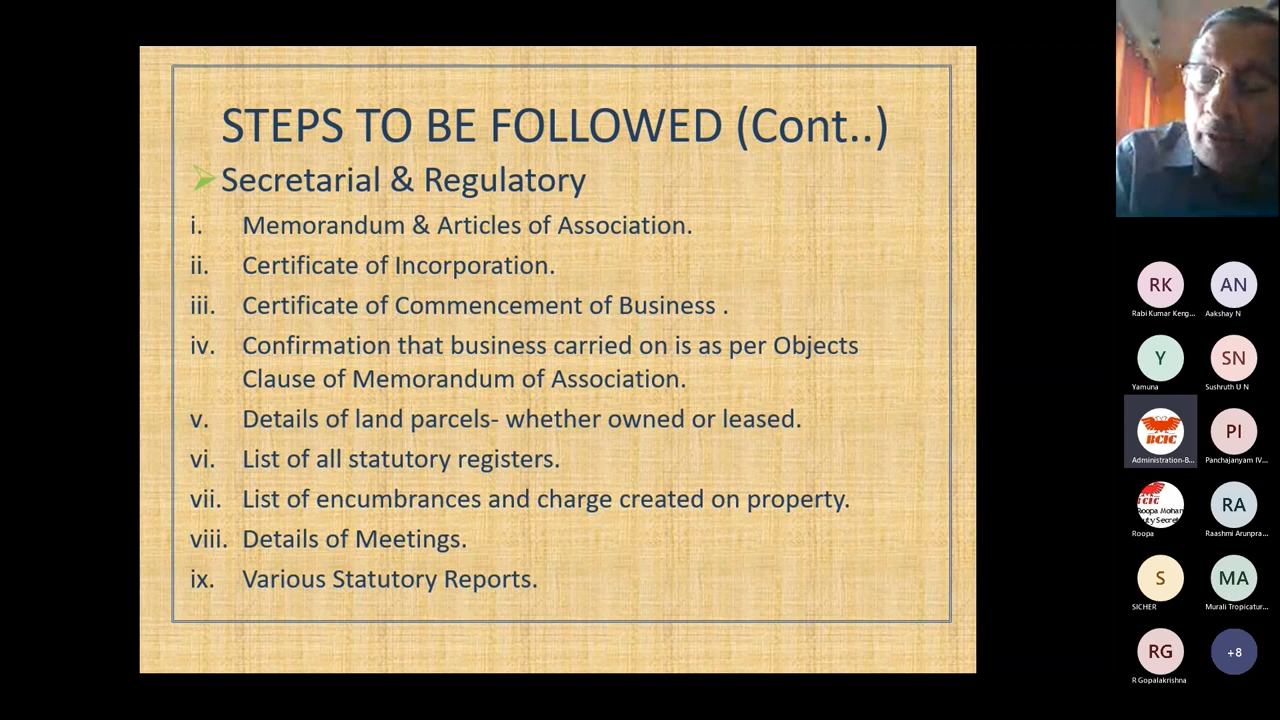 STEPS TO BE FOLLOWED (Cont..)
Secretarial & Regulatory
i. Memorandum & Articles of Association.
ii. Certificate of Incorporation.
iii. Certificate of Commencement of Business .
iv. Confirmation that business carried on is as per Objects
Clause of Memorandum of Association.
v. Details of land parcels- whether owned or leased.
vi. List of all statutory registers.
vii. List of encumbrances and charge created on property.
viii. Details of Meetings.
ix. Various Statutory Reports.
RK AN
Rabi Kumar Keng... Aakshay N
Y SN
Yamuna Sushruth U N
BCIC PI
Administration-B... Panchajanyam IV...
Roopa Mohan RA
Roopa Raashmi Arunpra...
S MA
SICHER Murali Tropicatur...
RG +8
R Gopalakrishna